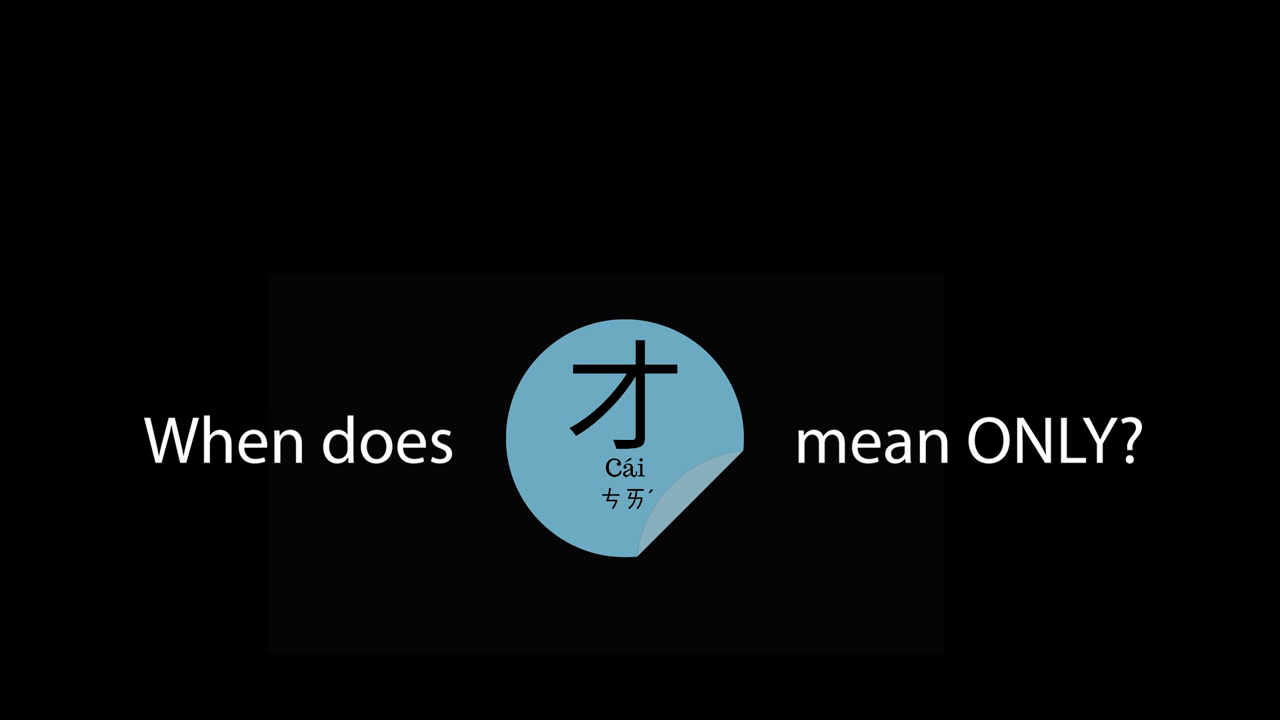 When does
才
Cái
ㄘㄞˊ
mean ONLY?